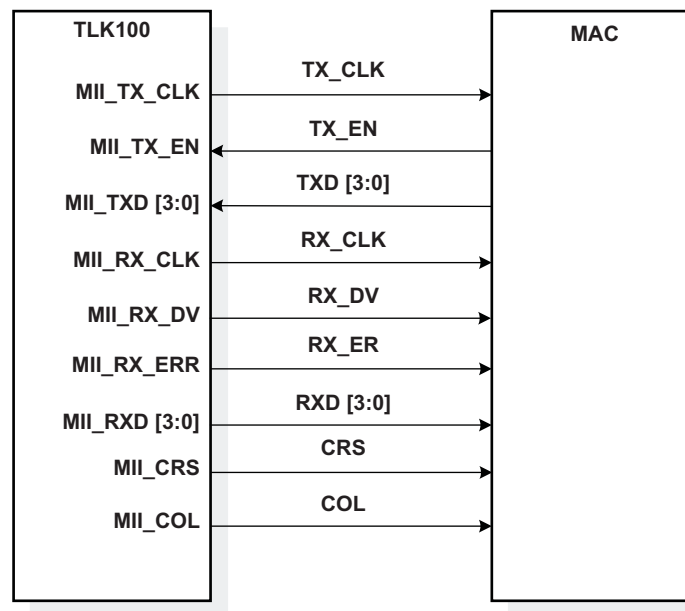 TLK100
MAC
TX_CLK
MII_TX_CLK
TX_EN
MII_TX_EN
TXD [3:0]
MII_TXD [3:0]
RX_CLK
MII_RX_CLK
RX_DV
MII_RX_DV
RX_ER
MII_RX_ERR
RXD [3:0]
MII_RXD [3:0]
CRS
MII_CRS
COL
MII_COL